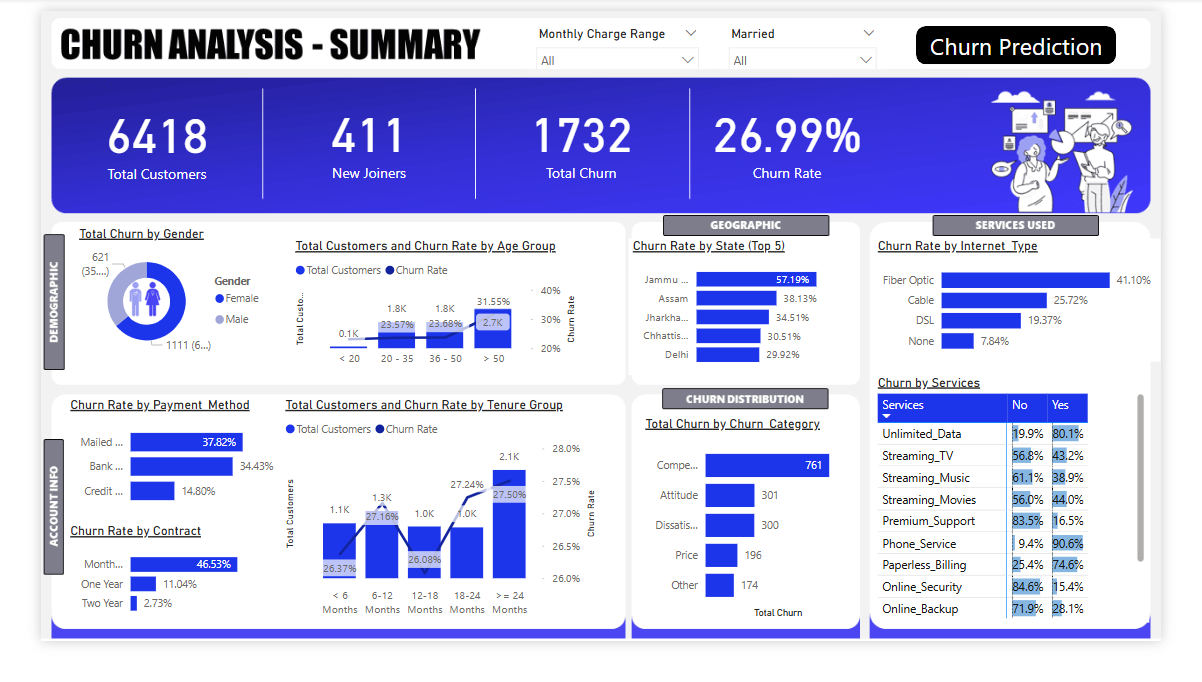 CHURN ANALYSIS - SUMMARY
Monthly Charge Range
All
Married
All
Churn Prediction
6418
Total Customers
411
New Joiners
1732
Total Churn
26.99%
Churn Rate
DEMOGRAPHIC
Total Churn by Gender
621
(35....)
1111 (6...)
Gender
Female
Male
Total Customers and Churn Rate by Age Group
Total Customers Churn Rate
Total Custo...
0.1K
1.8K
23.57%
1.8K
23.68%
31.55%
2.7K
40%
30%
20%
Churn Rate
< 20
20 - 35
36 - 50
> 50
GEOGRAPHIC
Churn Rate by State (Top 5)
Jammu ... 57.19%
Assam 38.13%
Jharkha... 34.51%
Chhattis... 30.51%
Delhi 29.92%
SERVICES USED
Churn Rate by Internet_Type
Fiber Optic 41.10%
Cable 25.72%
DSL 19.37%
None 7.84%
Churn by Services
Services No Yes
Unlimited_Data 19.9% 80.1%
Streaming_TV 56.8% 43.2%
Streaming_Music 61.1% 38.9%
Streaming_Movies 56.0% 44.0%
Premium_Support 83.5% 16.5%
Phone_Service 9.4% 90.6%
Paperless_Billing 25.4% 74.6%
Online_Security 84.6% 15.4%
Online_Backup 71.9% 28.1%
ACCOUNT INFO
Churn Rate by Payment_Method
Mailed ... 37.82%
Bank ... 34.43%
Credit ... 14.80%
Churn Rate by Contract
Month... 46.53%
One Year 11.04%
Two Year 2.73%
Total Customers and Churn Rate by Tenure Group
Total Customers Churn Rate
Total Customers
1.1K
26.37%
1.3K
27.16%
1.0K
26.08%
27.24%
1.0K
2.1K
27.50%
28.0%
27.5%
27.0%
26.5%
26.0%
Churn Rate
< 6
Months
6-12
Months
12-18
Months
18-24
Months
>= 24
Months
CHURN DISTRIBUTION
Total Churn by Churn_Category
Compe... 761
Attitude 301
Dissatis... 300
Price 196
Other 174
Total Churn